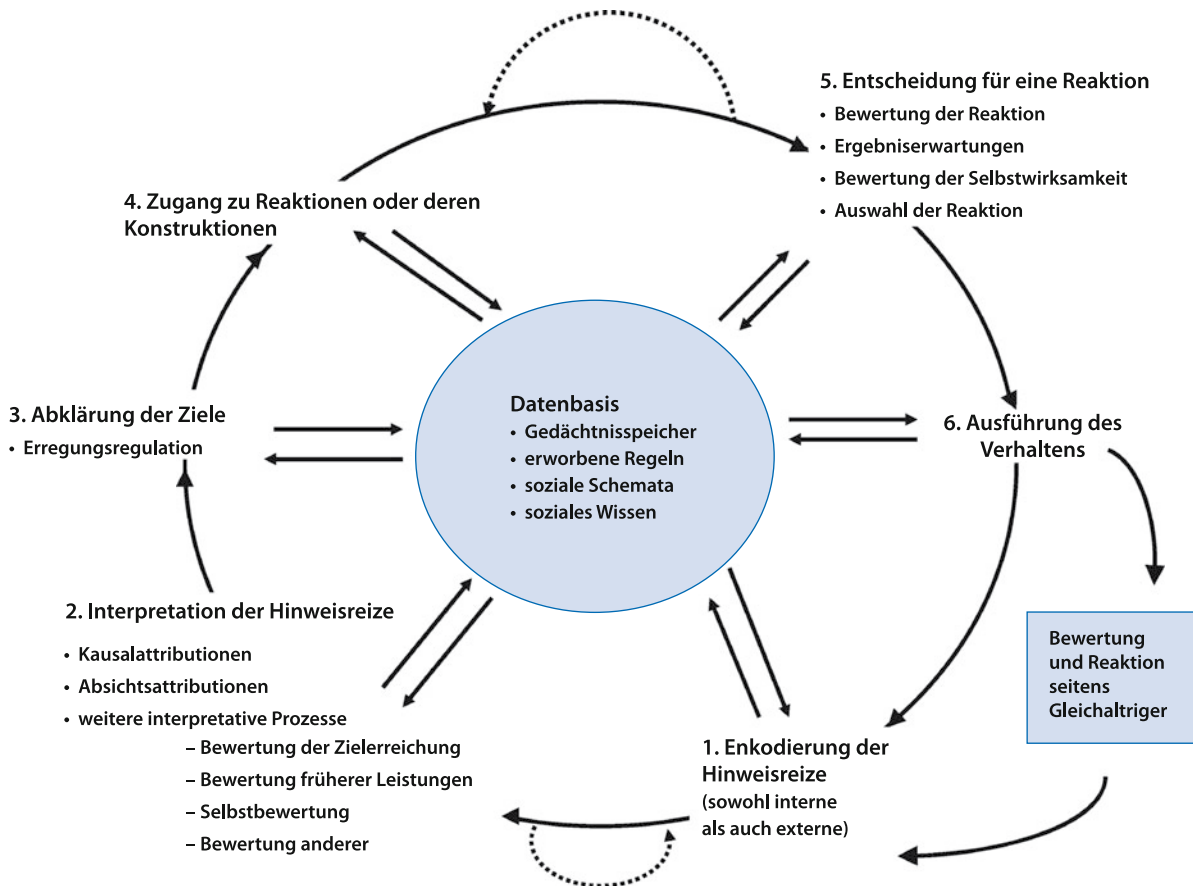 5. Entscheidung für eine Reaktion
• Bewertung der Reaktion
• Ergebniserwartungen
• Bewertung der Selbstwirksamkeit
• Auswahl der Reaktion
4. Zugang zu Reaktionen oder deren
Konstruktionen
3. Abklärung der Ziele
• Erregungsregulation
Datenbasis
• Gedächtnisspeicher
• erworbene Regeln
• soziale Schemata
• soziales Wissen
6. Ausführung des
Verhaltens
2. Interpretation der Hinweisreize
• Kausalattributionen
• Absichtsattributionen
• weitere interpretative Prozesse
– Bewertung der Zielerreichung
– Bewertung früherer Leistungen
– Selbstbewertung
– Bewertung anderer
1. Enkodierung der
Hinweisreize
(sowohl interne
als auch externe)
Bewertung
und Reaktion
seitens
Gleichaltriger